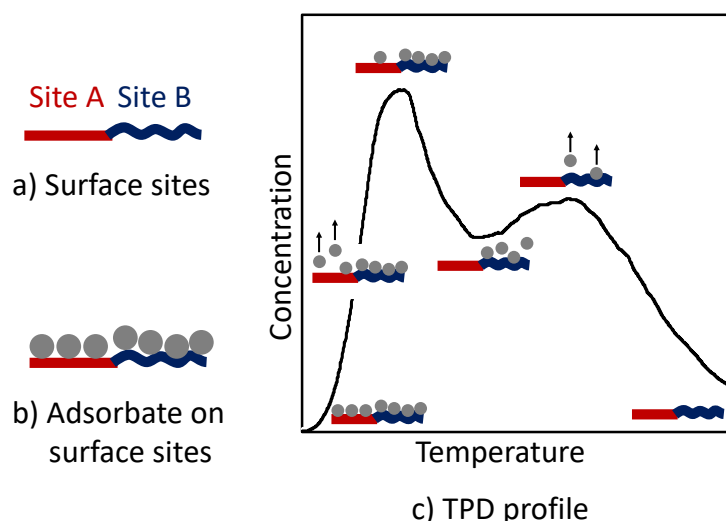 Site A Site B
a) Surface sites
b) Adsorbate on
surface sites
Concentration
Temperature
c) TPD profile